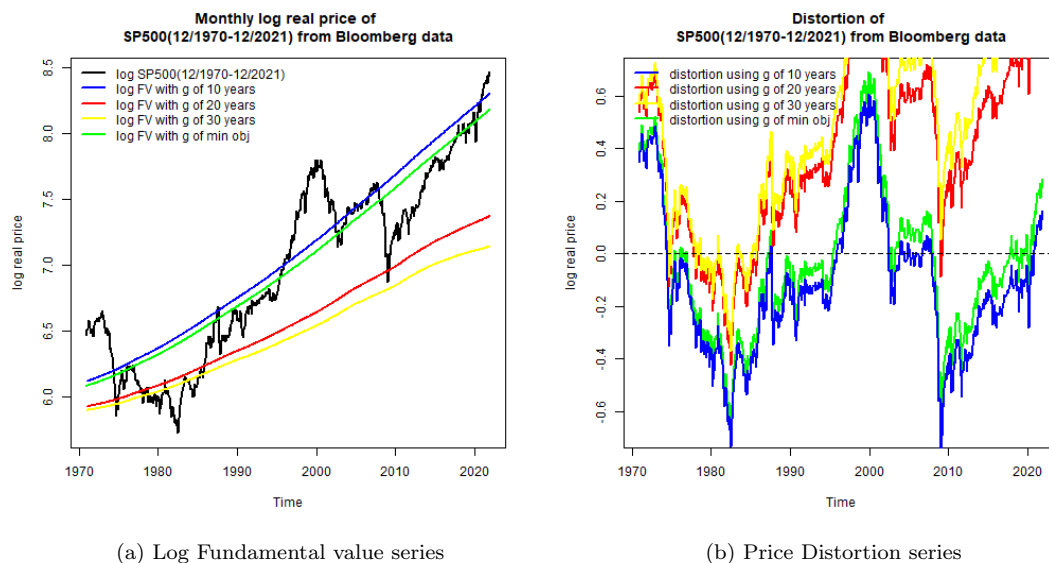 Monthly log real price of
SP500(12/1970-12/2021) from Bloomberg data
log SP500(12/1970-12/2021)
log FV with g of 10 years
log FV with g of 20 years
log FV with g of 30 years
log FV with g of min obj
log real price
8.5
8.0
7.5
7.0
6.5
6.0
1970 1980 1990 2000 2010 2020
Time
(a) Log Fundamental value series
Distortion of
SP500(12/1970-12/2021) from Bloomberg data
distortion using g of 10 years
distortion using g of 20 years
distortion using g of 30 years
distortion using g of min obj
log real price
0.6
0.4
0.2
0.0
-0.2
-0.4
-0.6
1970 1980 1990 2000 2010 2020
Time
(b) Price Distortion series